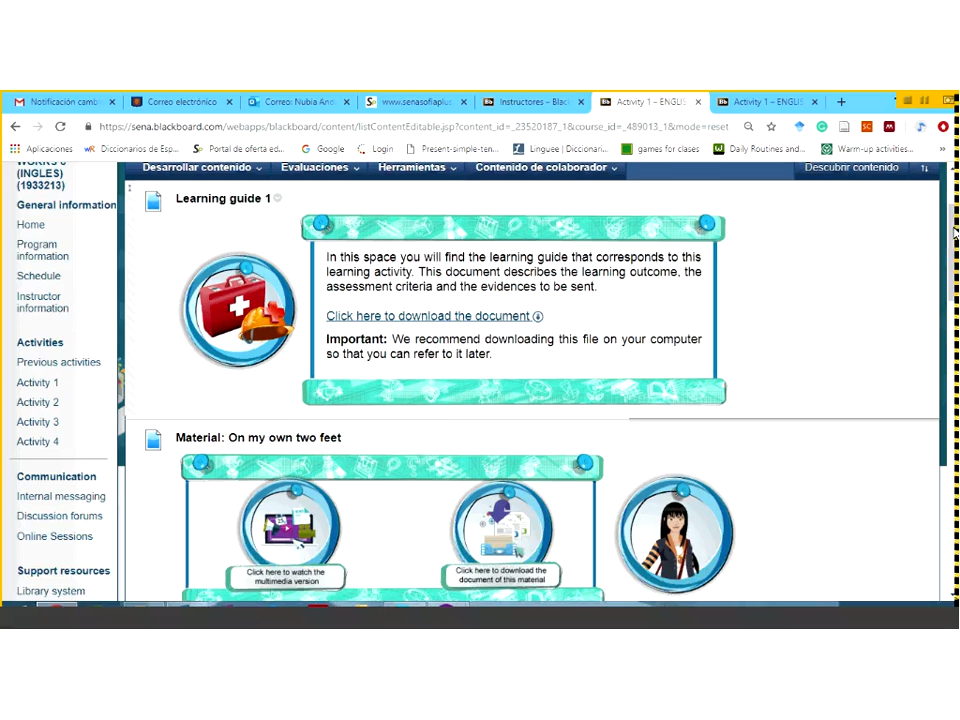 Notificación cambi
Correo electrónico
Correo: Nubia And
www.senasofiaplus
Instructores – Blac
Activity 1 – ENGLIS
Activity 1 – ENGLIS
https://sena.blackboard.com/webapps/blackboard/content/listContentEditable.jsp?content_id=_23520187_1&course_id=_489013_1&mode=reset
Aplicaciones
Diccionarios de Esp...
Portal de oferta ed...
Google
Login
Present-simple-ten...
Linguee | Diccionari...
games for classes
Daily Routines and...
Warm-up activities...
(INGLES)
(1933213)
Desarrollar contenido
Evaluaciones
Herramientas
Contenido de colaborador
Descubrir contenido
General information
Home
Program
information
Schedule
Instructor
information
Activities
Previous activities
Activity 1
Activity 2
Activity 3
Activity 4
Communication
Internal messaging
Discussion forums
Online Sessions
Support resources
Library system
Learning guide 1
In this space you will find the learning guide that corresponds to this
learning activity. This document describes the learning outcome, the
assessment criteria and the evidences to be sent.
Click here to download the document
Important: We recommend downloading this file on your computer
so that you can refer to it later.
Material: On my own two feet
Click here to watch the
multimedia version
Click here to download the
document of this material